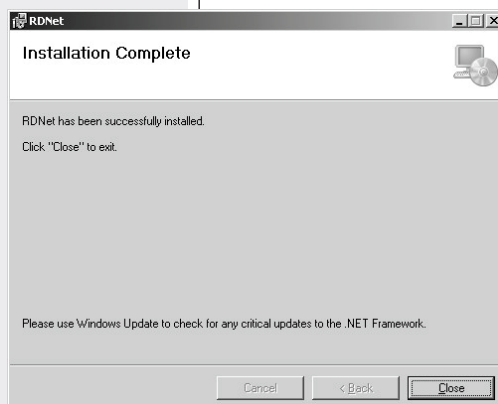 RDNet
Installation Complete
RDNet has been successfully installed.
Click "Close" to exit.
Please use Windows Update to check for any critical updates to the .NET Framework.
Cancel
< Back
Close